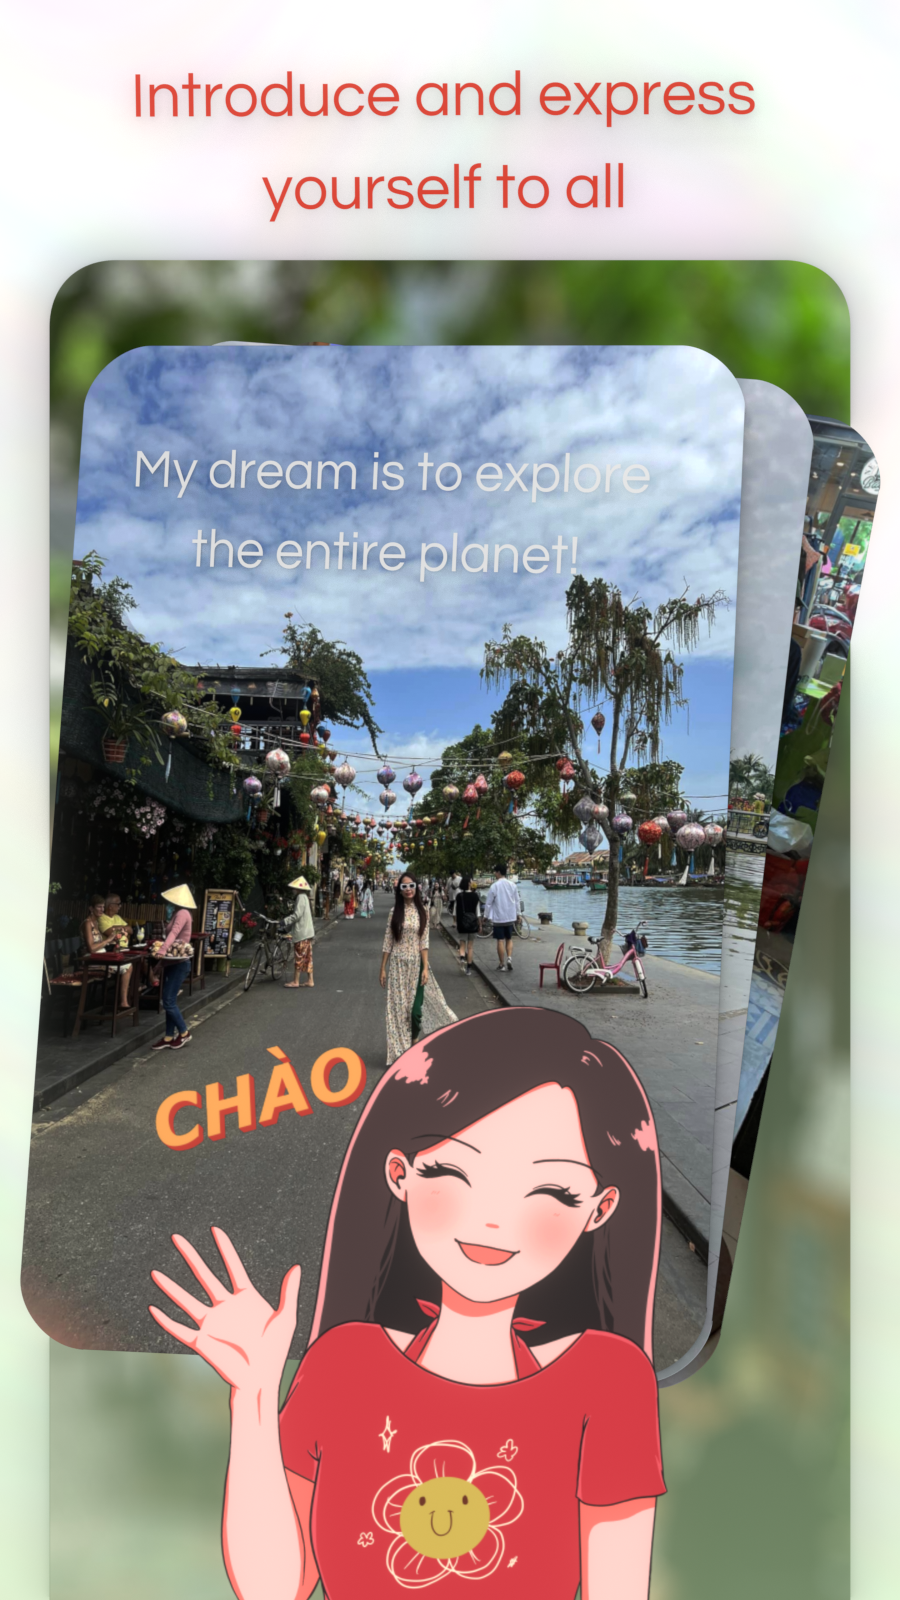 Introduce and express
yourself to all
My dream is to explore
the entire planet!
CHÀO